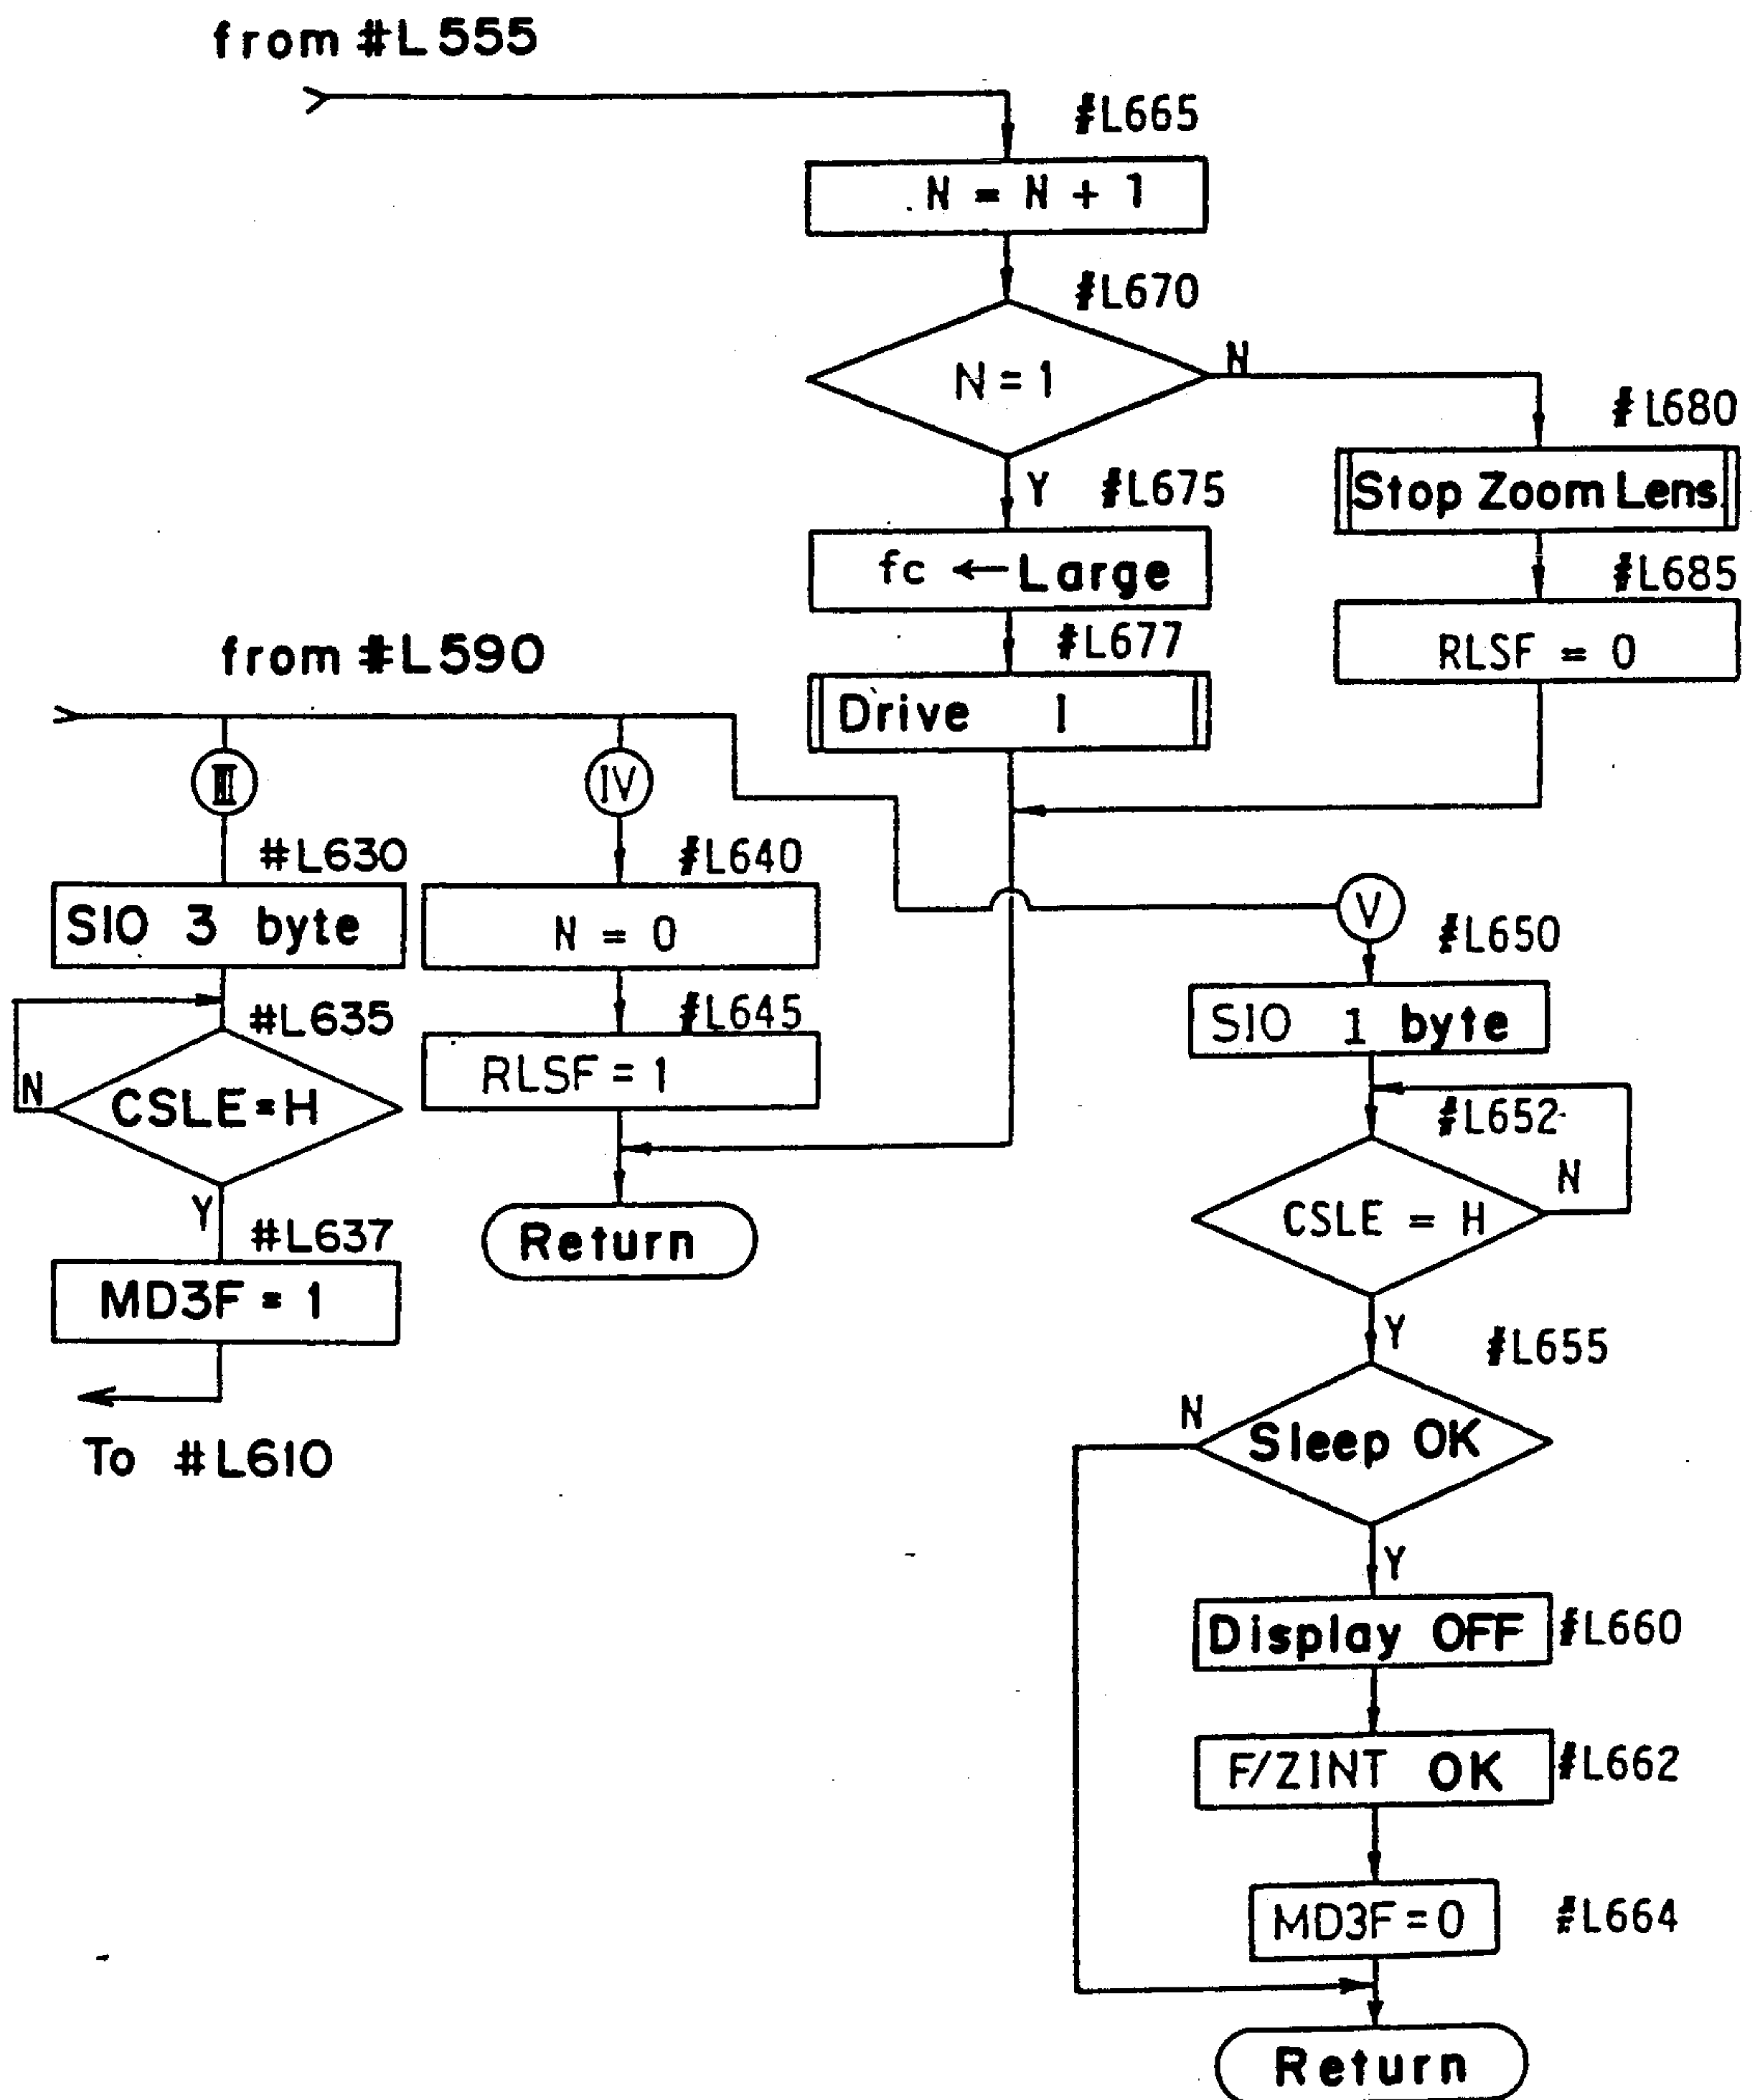 from #L555
#L665
N = N + 1
#L670
N = 1
N
#L680
Y
#L675
Stop Zoom Lens
fc ← Large
#L685
from #L590
#L677
RLSF = 0
Drive I
III
IV
#L630
#L640
V
SIO 3 byte
N = 0
#L650
#L635
#L645
SIO 1 byte
N
CSLE = H
RLSF = 1
#L652
N
Y
#L637
Return
CSLE = H
MD3F = 1
Y
#L655
To #L610
N
Sleep OK
Y
Display OFF
#L660
F/ZINT OK
#L662
MD3F = 0
#L664
Return